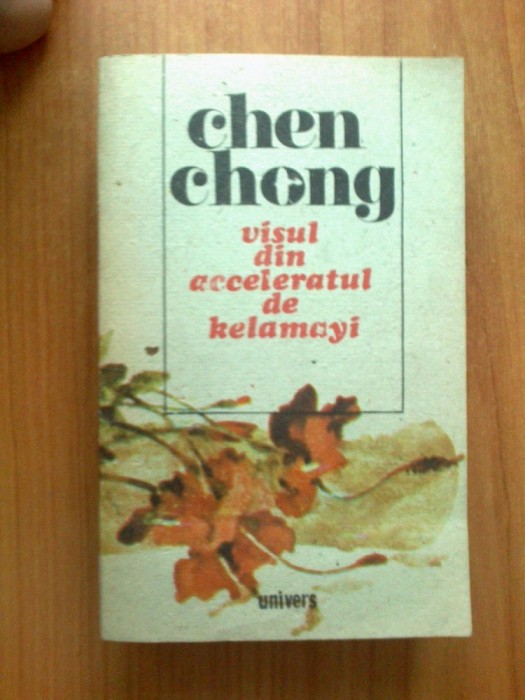 chen
chong
visul
din
acceleratul
de
kelamayi
univers